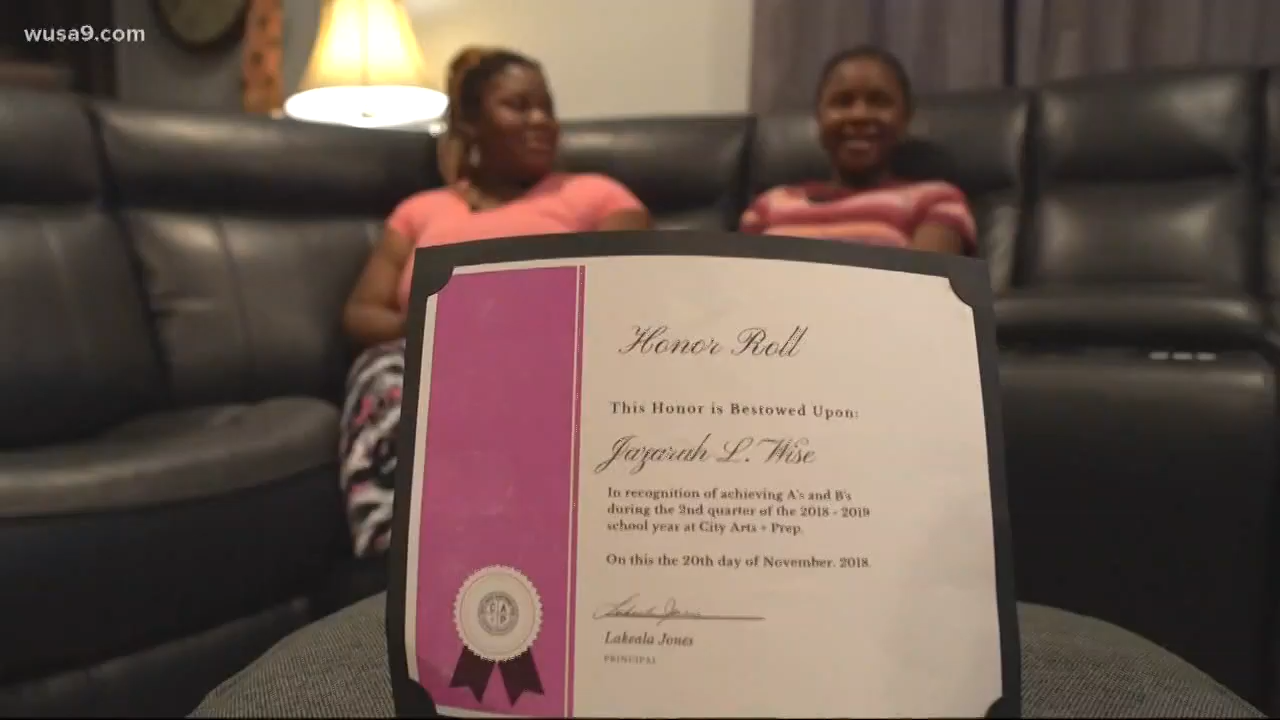 wusa9.com
Honor Roll
This Honor is Bestowed Upon:
Jazarah L. Wise
In recognition of achieving A's and B's
during the 2nd quarter of the 2018 - 2019
school year at City Arts + Prep.
On this the 20th day of November, 2018.
Lakeala Jones
PRINCIPAL